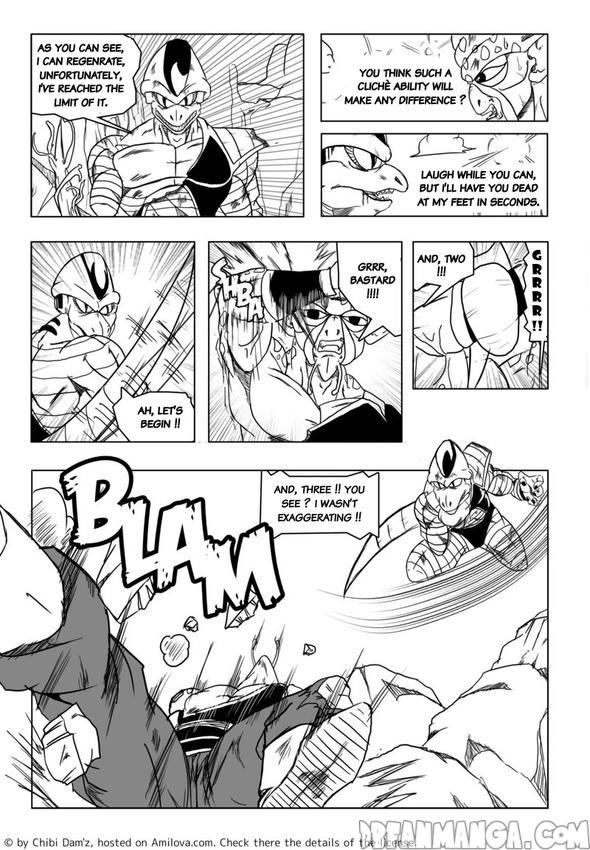 AS YOU CAN SEE,
I CAN REGENRATE,
UNFORTUNATELY,
I'VE REACHED THE
LIMIT OF IT.
YOU THINK SUCH A
CLICHÈ ABILITY WILL
MAKE ANY DIFFERENCE ?
LAUGH WHILE YOU CAN,
BUT I'LL HAVE YOU DEAD
AT MY FEET IN SECONDS.
AH, LET'S
BEGIN !!
SHBA
GRRR,
BASTARD
!!!!
AND, TWO
!!!
GRRRR!!
BLAM
AND, THREE !! YOU
SEE ? I WASN'T
EXAGGERATING !!
DREAMMANGA.COM
© by Chibi Dam'z, hosted on Amilova.com. Check there the details of the license.